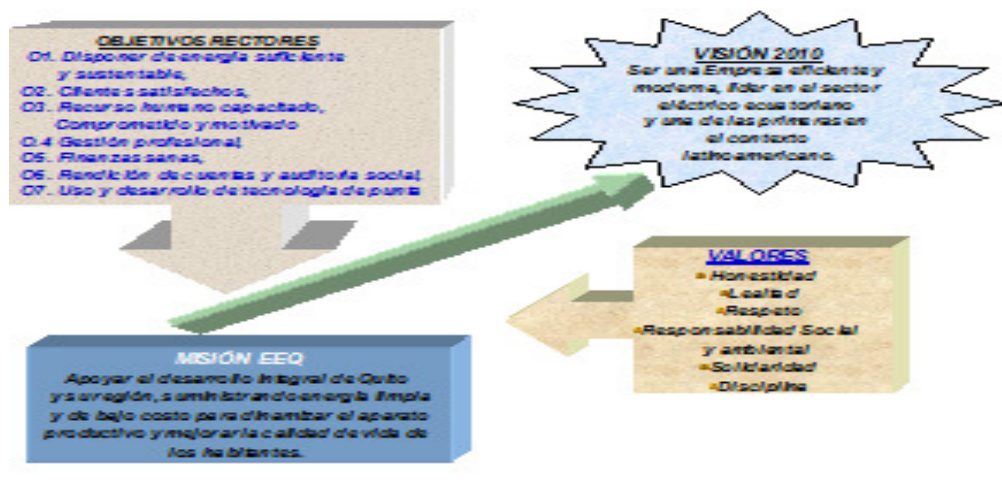 OBJETIVOS RECTORES
O1. Disponer de energía suficiente
y sustentable,
O2. Clientes satisfechos,
O3. Recurso humano capacitado,
Comprometido y motivado
O.4 Gestión profesional,
O5. Finanzas sanas,
O6. Rendición de cuentas y auditoría social,
O7. Uso y desarrollo de tecnología de punta
VISIÓN 2010
Ser una Empresa eficiente y
moderna, líder en el sector
eléctrico ecuatoriano
y una de las primeras en
el contexto
latinoamericano.
VALORES
•Honestidad
•Lealtad
•Respeto
•Responsabilidad Social
y ambiental
•Solidaridad
•Disciplina
MISIÓN EEQ
Apoyar el desarrollo integral de Quito
y su región, suministrando energía limpia
y de bajo costo para dinamizar el aparato
productivo y mejorar la calidad de vida de
los habitantes.